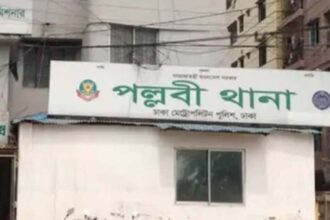 গণপ্রজাতন্ত্রী বাংলাদেশ সরকার
পল্লবী থানা
ঢাকা মেট্রোপলিটন পুলিশ, ঢাকা